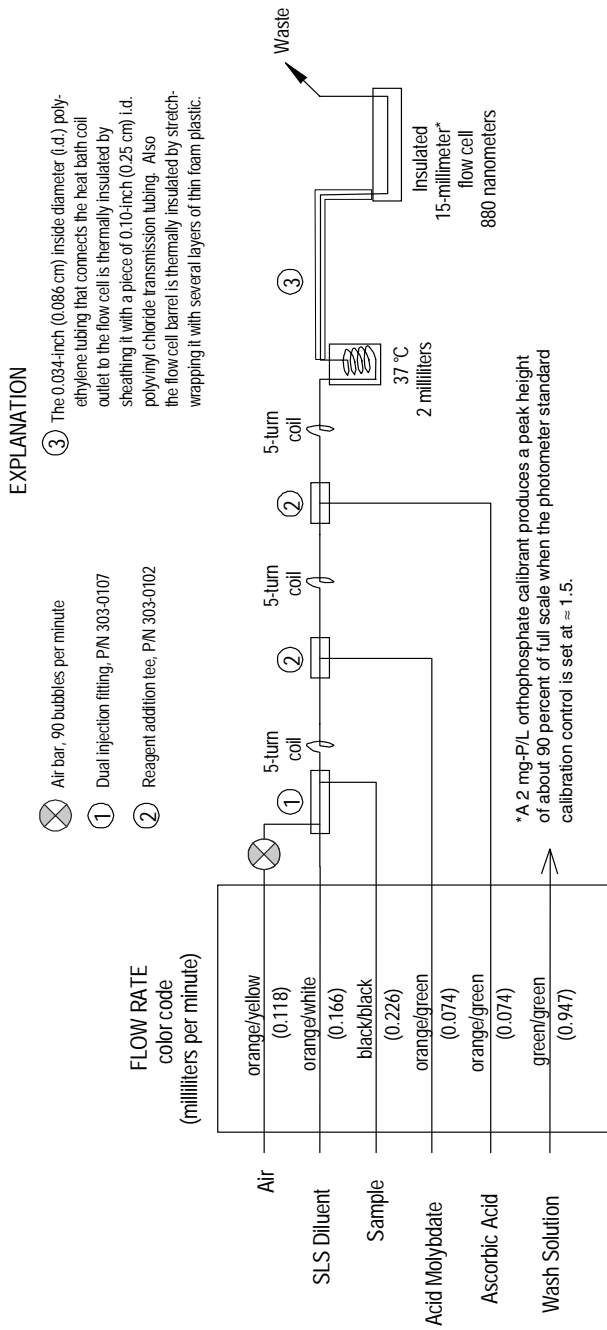 EXPLANATION
Air bar, 90 bubbles per minute
1 Dual injection fitting, P/N 303-0107
2 Reagent addition tee, P/N 303-0102
3 The 0.034-inch (0.086 cm) inside diameter (i.d.) poly-
ethylene tubing that connects the heat bath coil
outlet to the flow cell is thermally insulated by
sheathing it with a piece of 0.10-inch (0.25 cm) i.d.
polyvinyl chloride transmission tubing. Also
the flow cell barrel is thermally insulated by stretch-
wrapping it with several layers of thin foam plastic.
FLOW RATE
color code
(milliliters per minute)
Air
orange/yellow
(0.118)
SLS Diluent
orange/white
(0.166)
Sample
black/black
(0.226)
Acid Molybdate
orange/green
(0.074)
Ascorbic Acid
orange/green
(0.074)
Wash Solution
green/green
(0.947)
1
5-turn
coil
2
5-turn
coil
2
5-turn
coil
37 °C
2 milliliters
3
Insulated
15-millimeter*
flow cell
880 nanometers
Waste
*A 2 mg-P/L orthophosphate calibrant produces a peak height
of about 90 percent of full scale when the photometer standard
calibration control is set at ≈ 1.5.